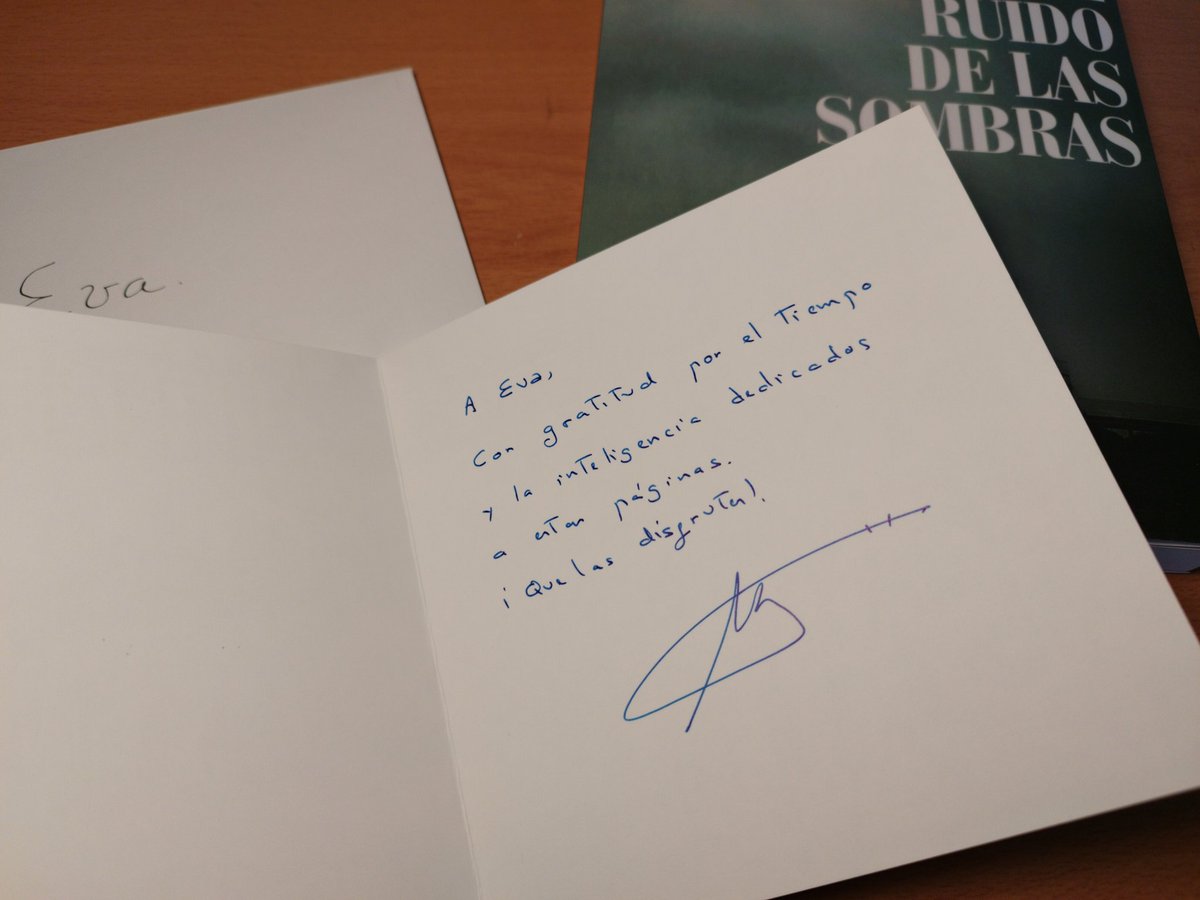 RUIDO
DE LAS
SOMBRAS
Eva.
A Eva,
Con gratitud por el tiempo
y la inteligencia dedicados
a estas páginas.
¡Que las disfrutes!